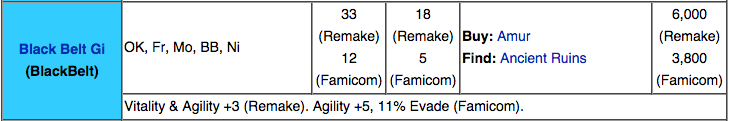 Black Belt Gi
(BlackBelt)
OK, Fr, Mo, BB, Ni
33
(Remake)
12
(Famicom)
18
(Remake)
5
(Famicom)
Buy: Amur
Find: Ancient Ruins
6,000
(Remake)
3,800
(Famicom)
Vitality & Agility +3 (Remake). Agility +5, 11% Evade (Famicom).